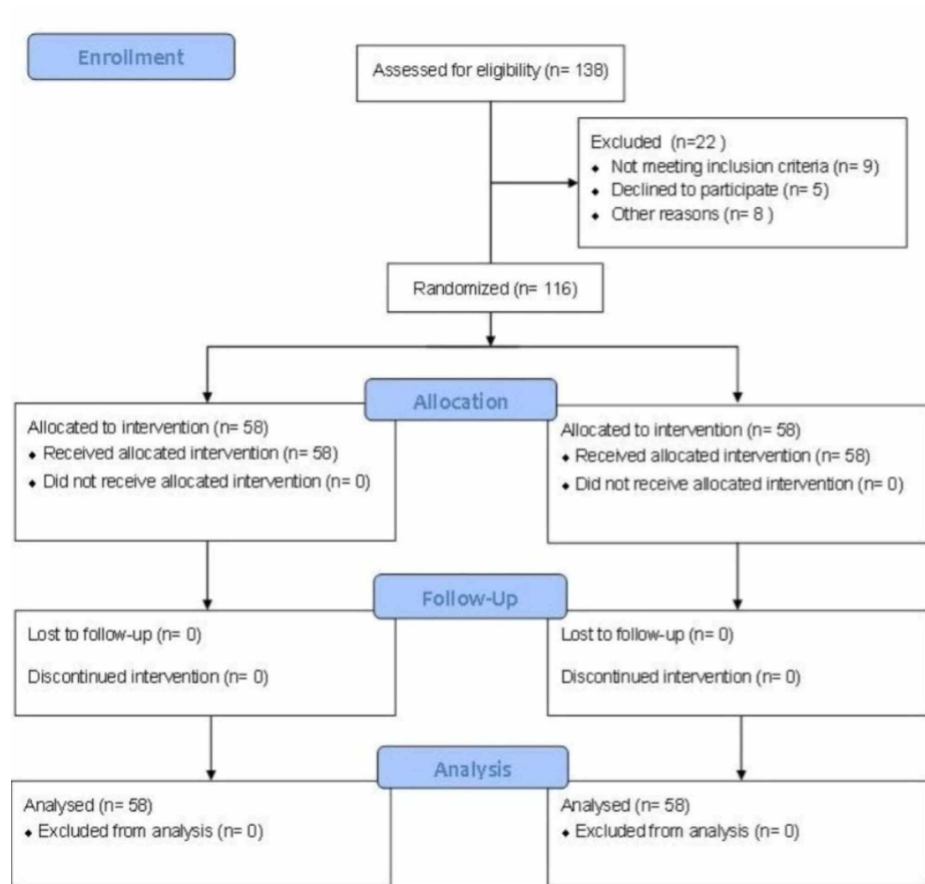 Enrollment
Assessed for eligibility (n= 138)
Excluded (n=22 )
♦ Not meeting inclusion criteria (n= 9)
♦ Declined to participate (n= 5)
♦ Other reasons (n= 8 )
Randomized (n= 116)
Allocation
Allocated to intervention (n= 58)
♦ Received allocated intervention (n= 58)
♦ Did not receive allocated intervention (n= 0)
Allocated to intervention (n= 58)
♦ Received allocated intervention (n= 58)
♦ Did not receive allocated intervention (n= 0)
Follow-Up
Lost to follow-up (n= 0)
Discontinued intervention (n= 0)
Lost to follow-up (n= 0)
Discontinued intervention (n= 0)
Analysis
Analysed (n= 58)
♦ Excluded from analysis (n= 0)
Analysed (n= 58)
♦ Excluded from analysis (n= 0)